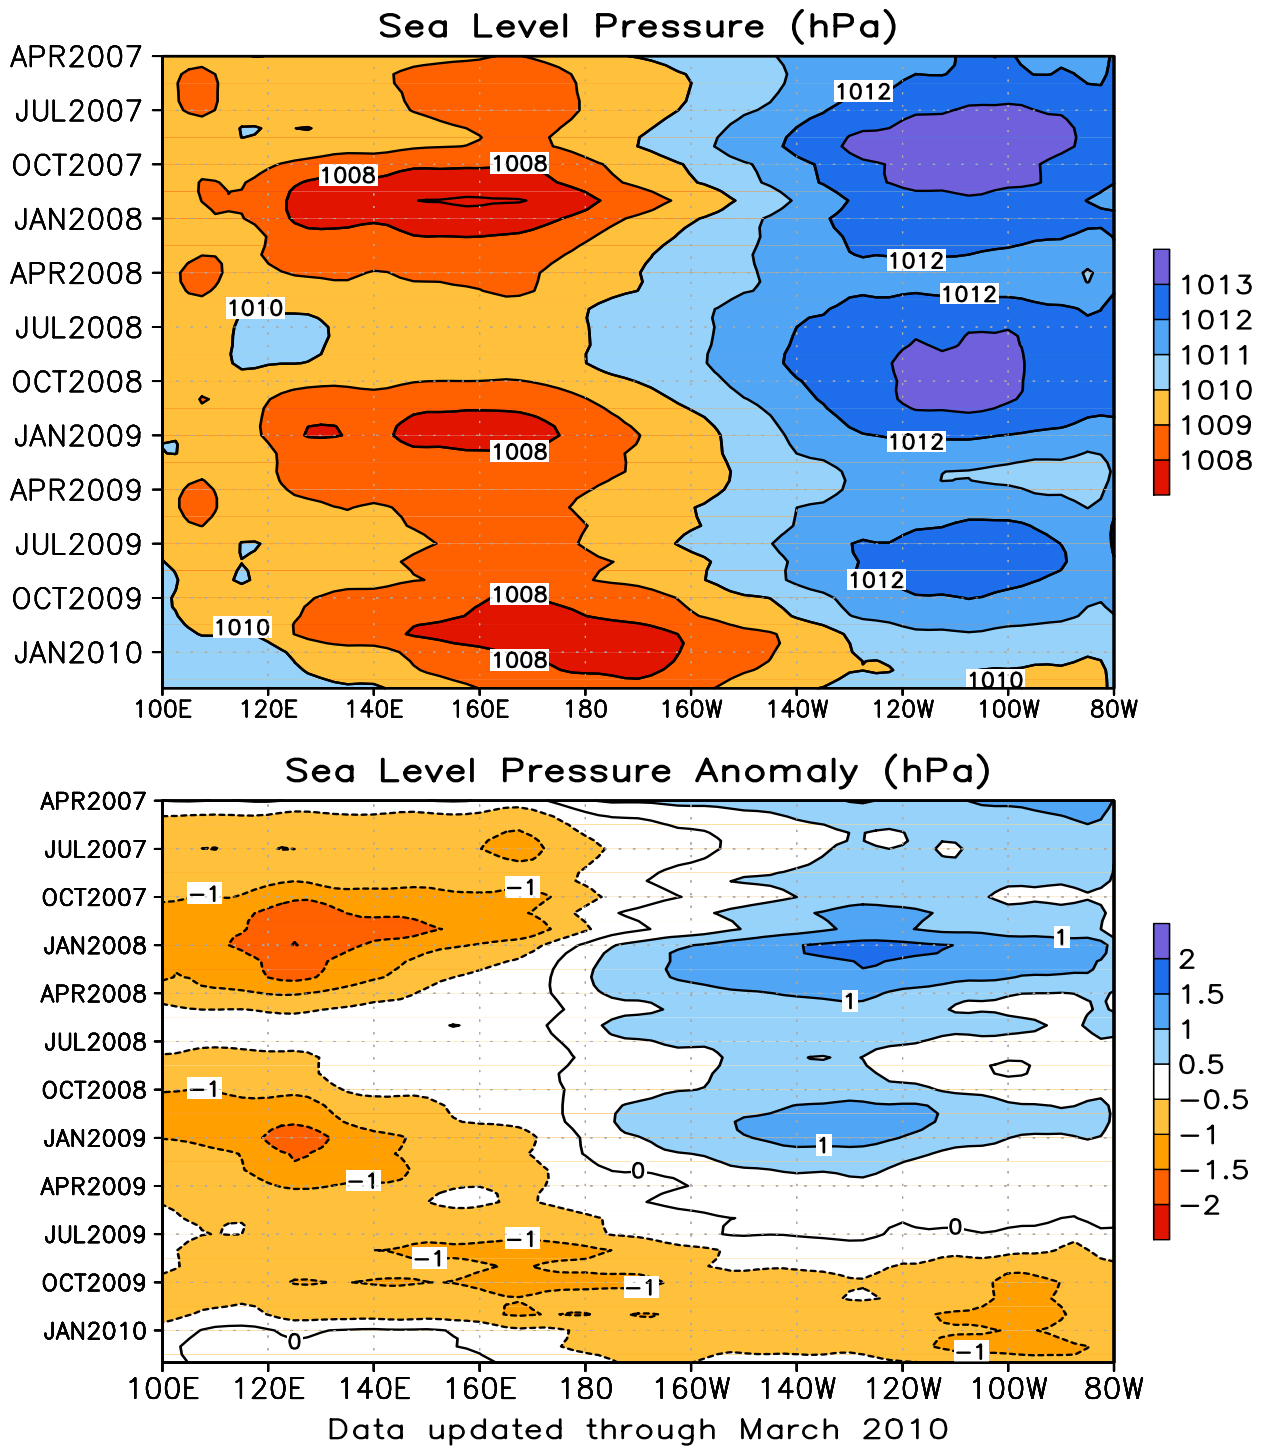 Sea Level Pressure (hPa)
APR2007
JUL2007
OCT2007
JAN2008
APR2008
JUL2008
OCT2008
JAN2009
APR2009
JUL2009
OCT2009
JAN2010
1012
1008
1008
1012
1012
1010
1012
1008
1012
1008
1010
1008
1010
100E 120E 140E 160E 180 160W 140W 120W 100W 80W
1013
1012
1011
1010
1009
1008
Sea Level Pressure Anomaly (hPa)
APR2007
JUL2007
OCT2007
JAN2008
APR2008
JUL2008
OCT2008
JAN2009
APR2009
JUL2009
OCT2009
JAN2010
−1
−1
1
1
−1
1
0
−1
0
−1
−1
−1
0
−1
100E 120E 140E 160E 180 160W 140W 120W 100W 80W
2
1.5
1
0.5
−0.5
−1
−1.5
−2
Data updated through March 2010